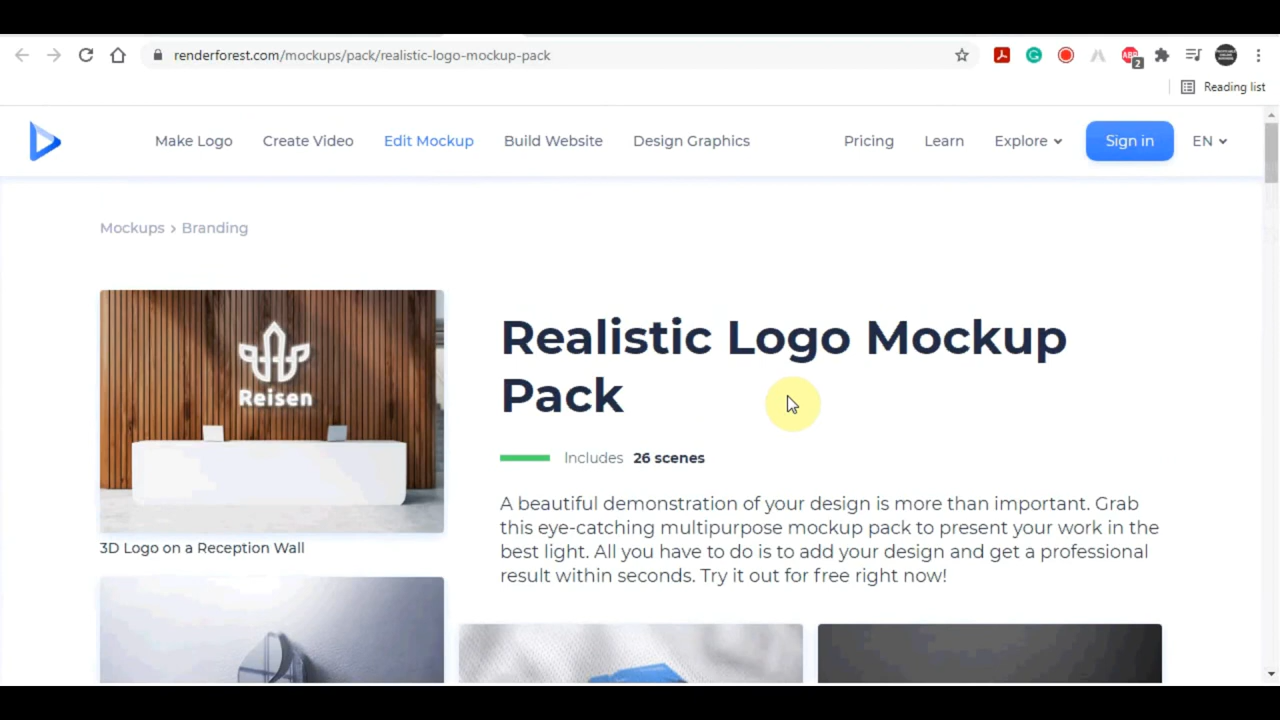 renderforest.com/mockups/pack/realistic-logo-mockup-pack
ABP
2
Reading list
Make Logo
Create Video
Edit Mockup
Build Website
Design Graphics
Pricing
Learn
Explore
Sign in
EN
Mockups > Branding
Reisen
3D Logo on a Reception Wall
Realistic Logo Mockup
Pack
Includes 26 scenes
A beautiful demonstration of your design is more than important. Grab
this eye-catching multipurpose mockup pack to present your work in the
best light. All you have to do is to add your design and get a professional
result within seconds. Try it out for free right now!